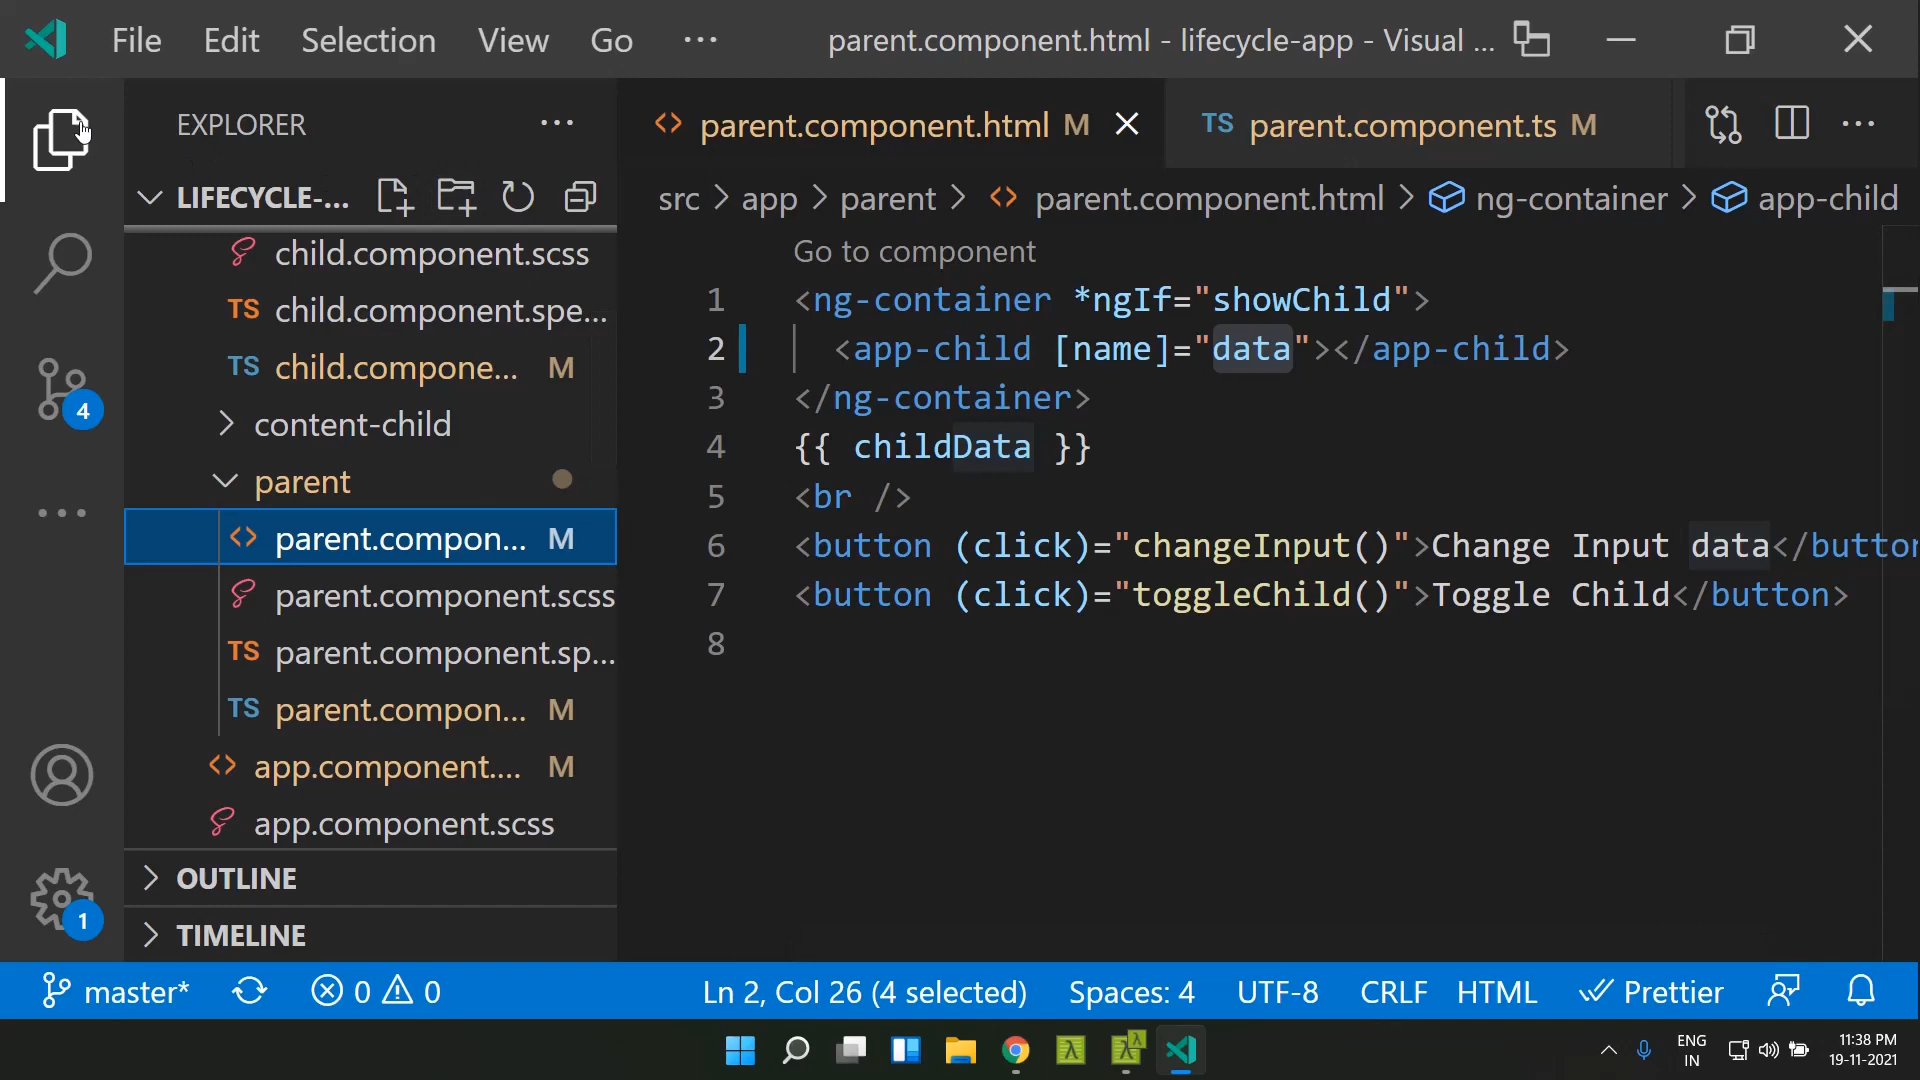 File Edit Selection View Go ··· parent.component.html - lifecycle-app - Visual ...
EXPLORER ···
LIFECYCLE-...
child.component.scss
TS child.component.spe...
TS child.compone... M
content-child
parent
parent.compon... M
parent.component.scss
TS parent.component.sp...
TS parent.compon... M
app.component.... M
app.component.scss
OUTLINE
TIMELINE
4
1
parent.component.html M
TS parent.component.ts M
src > app > parent > parent.component.html > ng-container > app-child
Go to component
1 <ng-container *ngIf="showChild">
2 <app-child [name]="data"></app-child>
3 </ng-container>
4 {{ childData }}
5 <br />
6 <button (click)="changeInput()">Change Input data</button
7 <button (click)="toggleChild()">Toggle Child</button>
8
master* 0 0 Ln 2, Col 26 (4 selected) Spaces: 4 UTF-8 CRLF HTML Prettier
ENG
IN
11:38 PM
19-11-2021